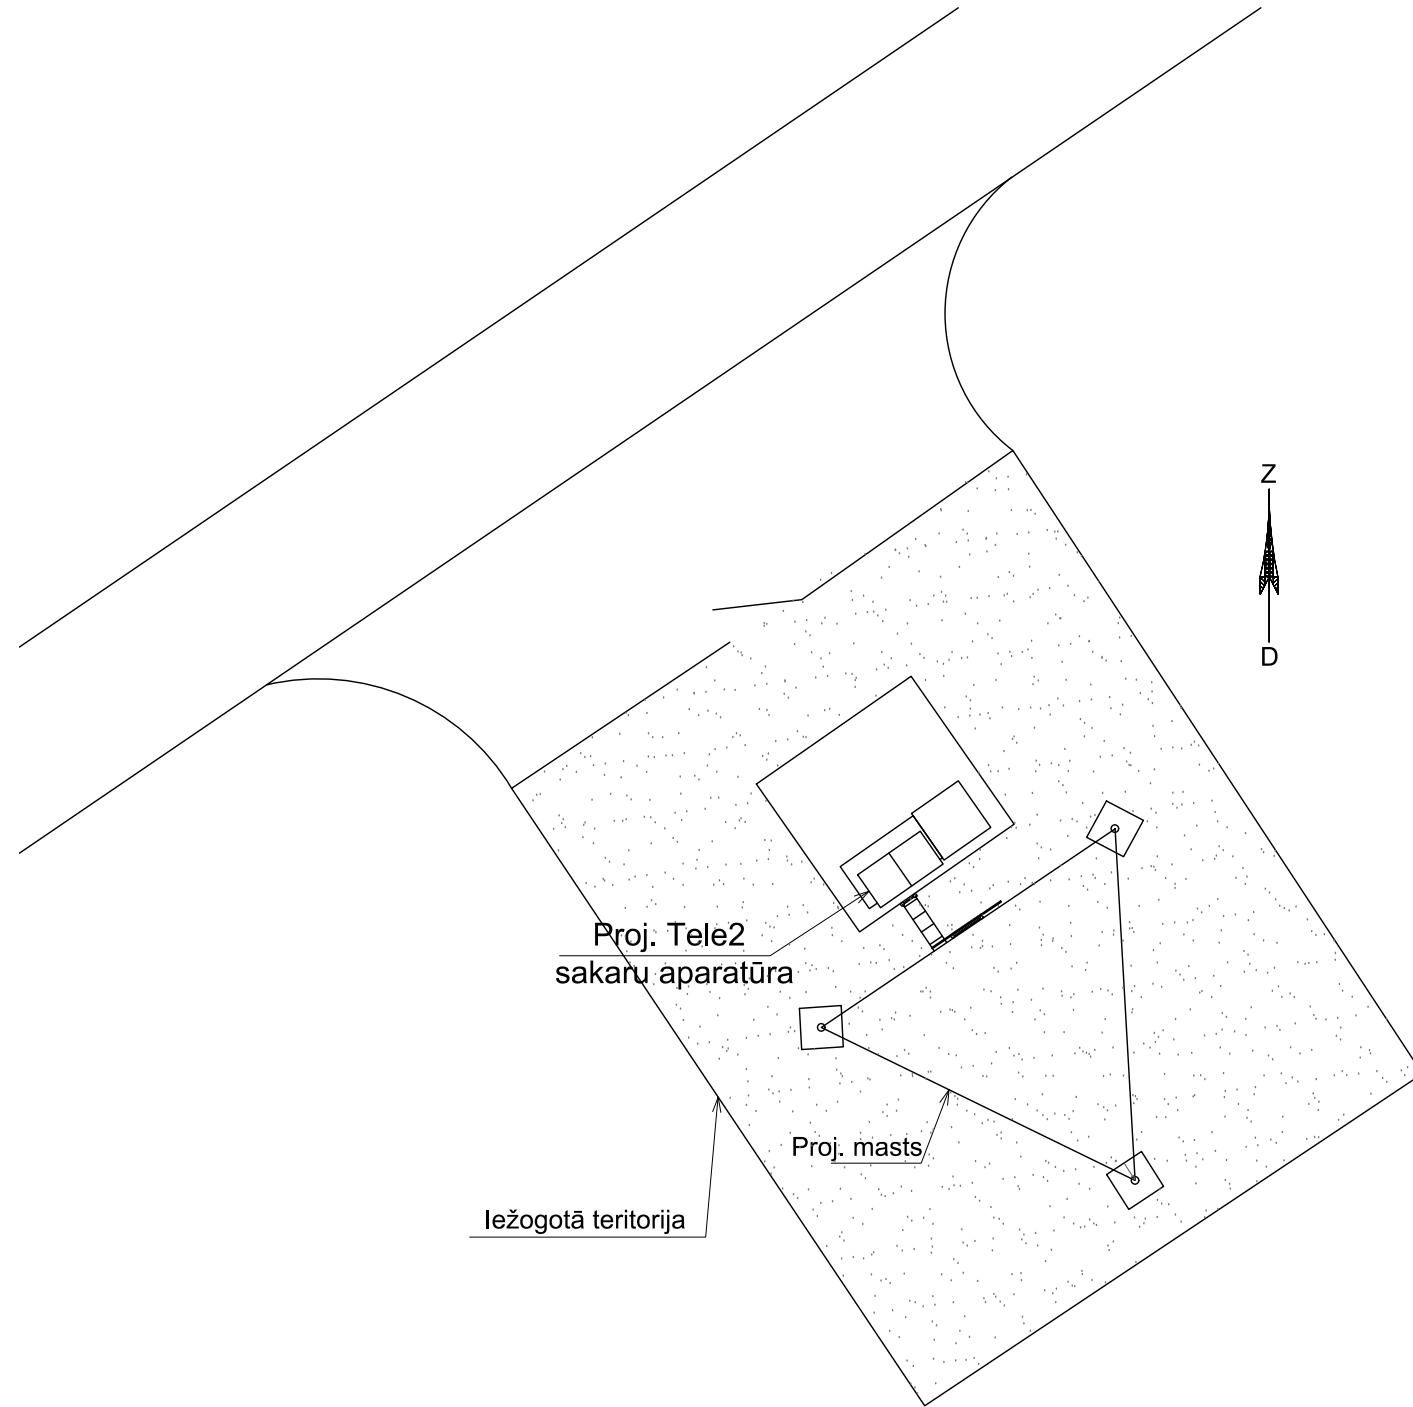 Z
D
Proj. Tele2
sakaru aparatūra
Proj. masts
Iežogotā teritorija